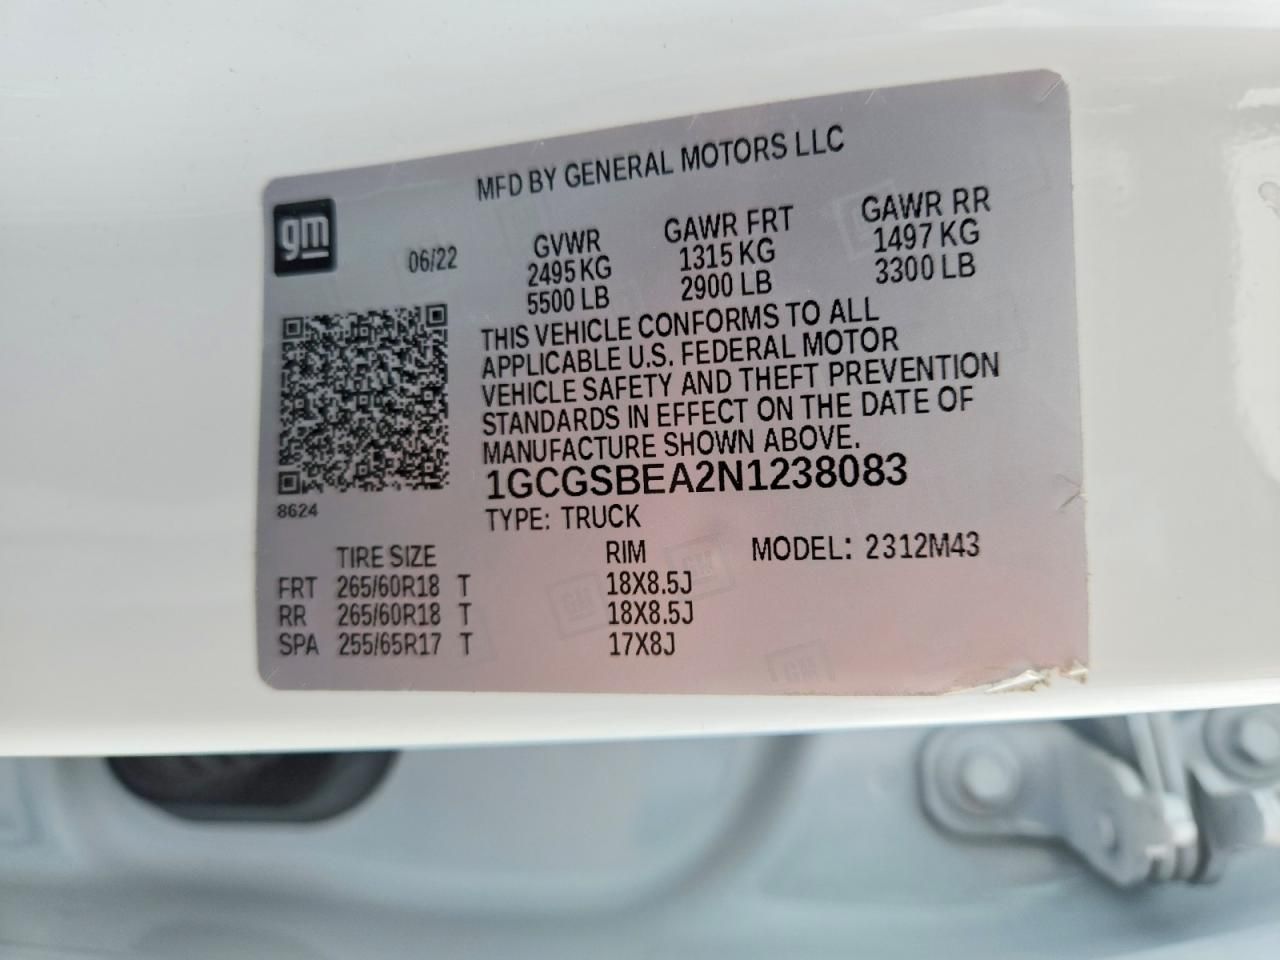 MFD BY GENERAL MOTORS LLC
gm
06/22
GVWR GAWR FRT GAWR RR
2495 KG 1315 KG 1497 KG
5500 LB 2900 LB 3300 LB
THIS VEHICLE CONFORMS TO ALL
APPLICABLE U.S. FEDERAL MOTOR
VEHICLE SAFETY AND THEFT PREVENTION
STANDARDS IN EFFECT ON THE DATE OF
MANUFACTURE SHOWN ABOVE.
1GCGSBEA2N1238083
8624
TYPE: TRUCK
TIRE SIZE RIM MODEL: 2312M43
FRT 265/60R18 T 18X8.5J
RR 265/60R18 T 18X8.5J
SPA 255/65R17 T 17X8J
GM
GM
GM